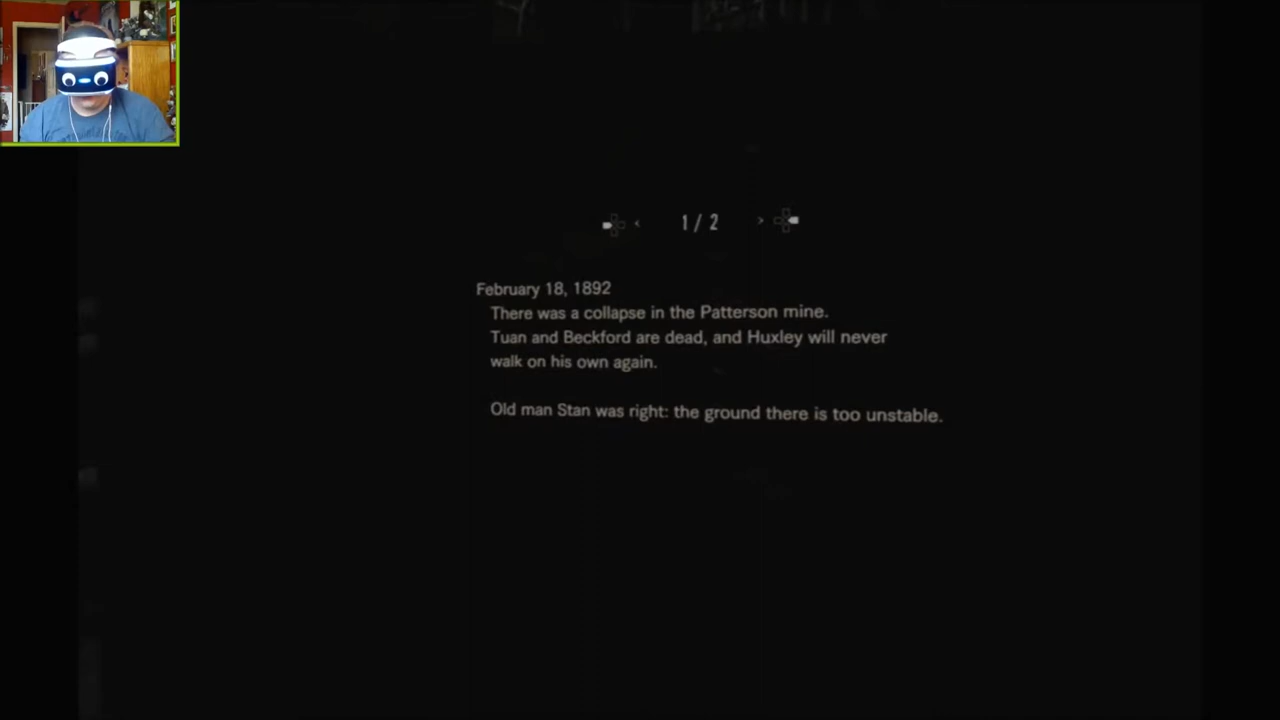 < 1 / 2 >
February 18, 1892
There was a collapse in the Patterson mine.
Tuan and Beckford are dead, and Huxley will never
walk on his own again.
Old man Stan was right: the ground there is too unstable.